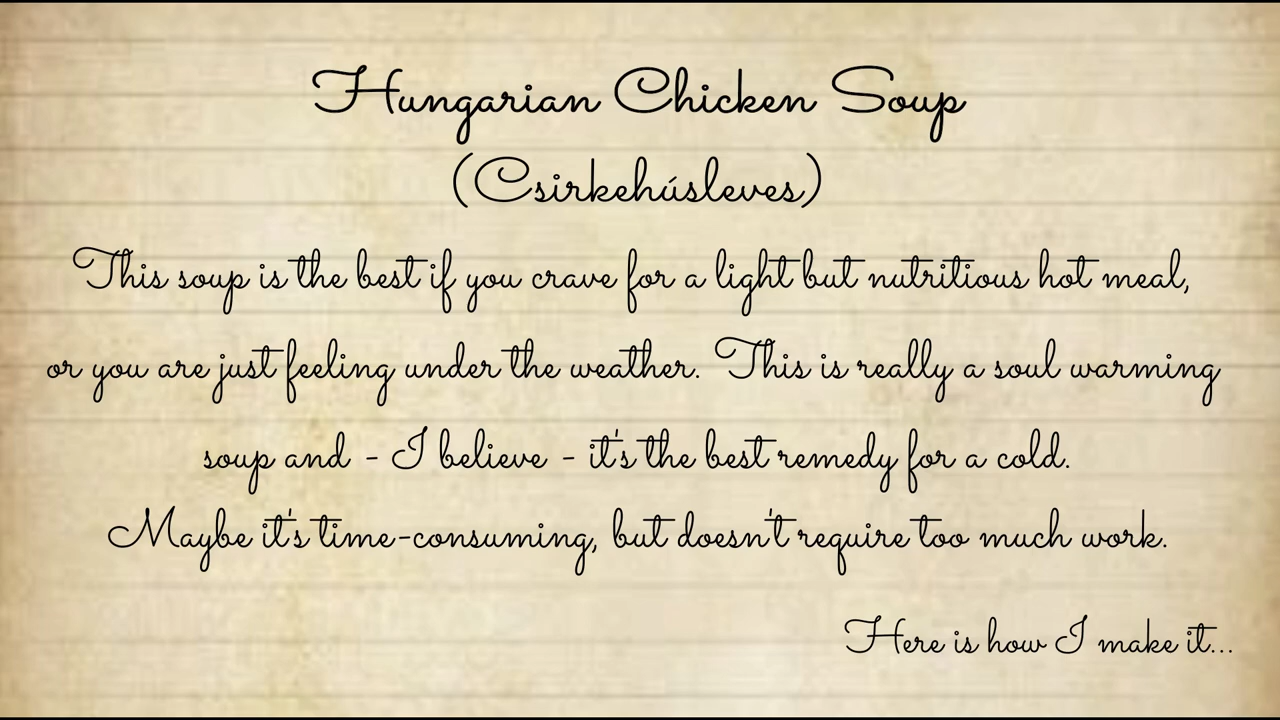 Hungarian Chicken Soup
(Csirkehúsleves)
This soup is the best if you crave for a light but nutritious hot meal,
or you are just feeling under the weather. This is really a soul warming
soup and - I believe - it's the best remedy for a cold.
Maybe it's time-consuming, but doesn't require too much work.
Here is how I make it...